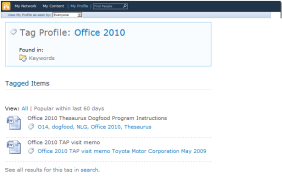 My Network My Content | My Profile | Find People
View My Profile as seen by: Everyone
Tag Profile: Office 2010
Found in:
Keywords
Tagged Items
View: All | Popular within last 60 days
Office 2010 Thesaurus Dogfood Program Instructions
O14, dogfood, NLG, Office 2010, Thesaurus
Office 2010 TAP visit memo
Office 2010 TAP visit memo Toyota Motor Corporation May 2009
See all results for this tag in search.